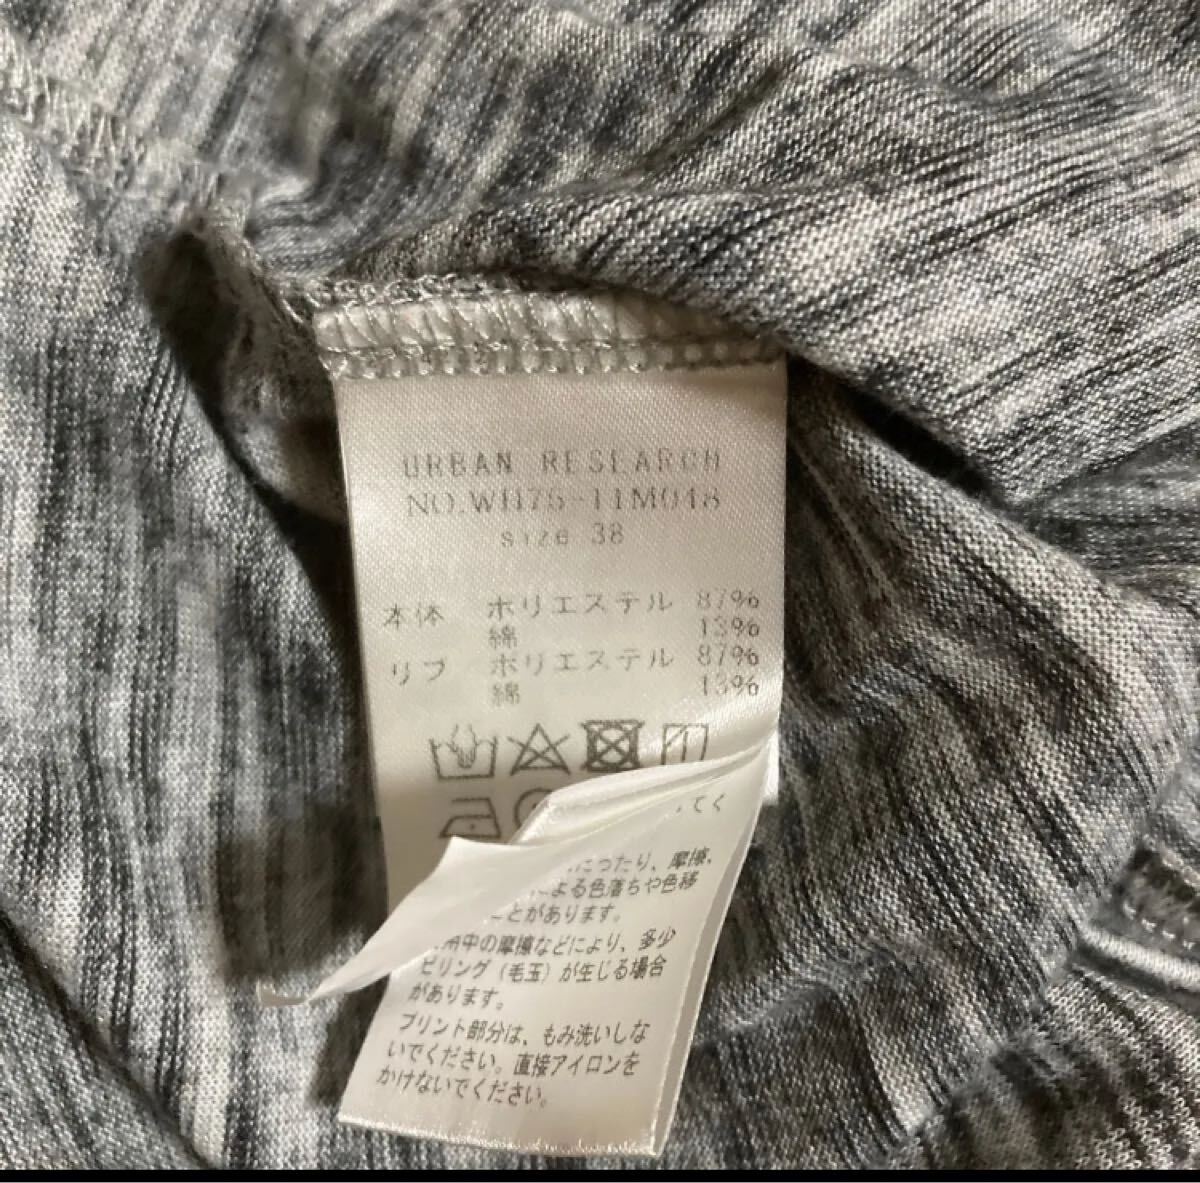 URBAN RESEARCH
NO.WH75-11M048
size 38
本体 ポリエステル 87%
綿 13%
リブ ポリエステル 87%
綿 13%
てく
につたり、摩擦、
による色落ちや色移
ことがあります。
用中の摩擦などにより、多少
ピリング（毛玉）が生じる場合
があります。
プリント部分は、もみ洗いしな
いでください。直接アイロンを
かけないでください。